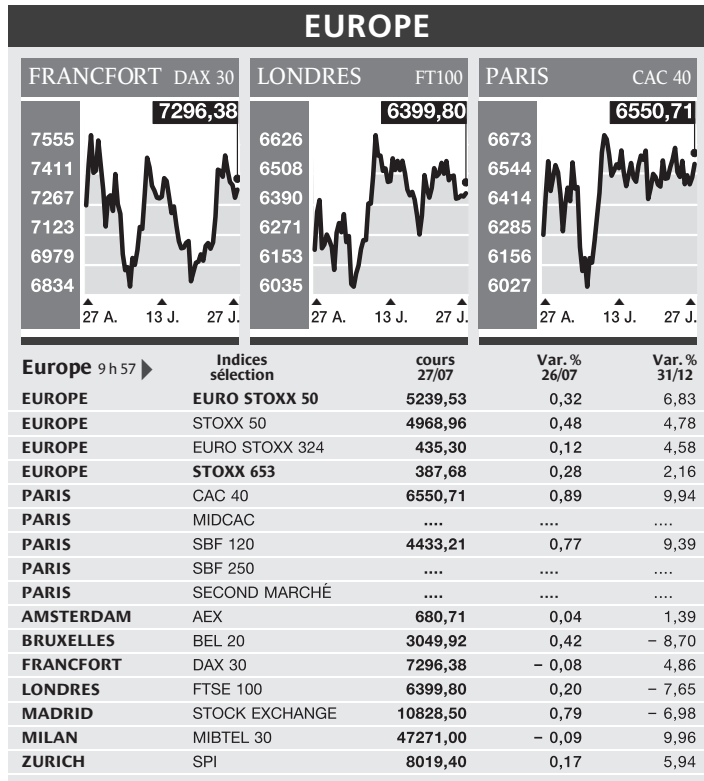 EUROPE
FRANCFORT DAX 30
7296,38
7555
7411
7267
7123
6979
6834
27 A. 13 J. 27 J.
LONDRES FT100
6399,80
6626
6508
6390
6271
6153
6035
27 A. 13 J. 27 J.
PARIS CAC 40
6550,71
6673
6544
6414
6285
6156
6027
27 A. 13 J. 27 J.
Europe 9 h 57 Indices sélection cours 27/07 Var. % 26/07 Var. % 31/12
EUROPE EURO STOXX 50 5239,53 0,32 6,83
EUROPE STOXX 50 4968,96 0,48 4,78
EUROPE EURO STOXX 324 435,30 0,12 4,58
EUROPE STOXX 653 387,68 0,28 2,16
PARIS CAC 40 6550,71 0,89 9,94
PARIS MIDCAC .... .... ....
PARIS SBF 120 4433,21 0,77 9,39
PARIS SBF 250 .... .... ....
PARIS SECOND MARCHÉ .... .... ....
AMSTERDAM AEX 680,71 0,04 1,39
BRUXELLES BEL 20 3049,92 0,42 – 8,70
FRANCFORT DAX 30 7296,38 – 0,08 4,86
LONDRES FTSE 100 6399,80 0,20 – 7,65
MADRID STOCK EXCHANGE 10828,50 0,79 – 6,98
MILAN MIBTEL 30 47271,00 – 0,09 9,96
ZURICH SPI 8019,40 0,17 5,94